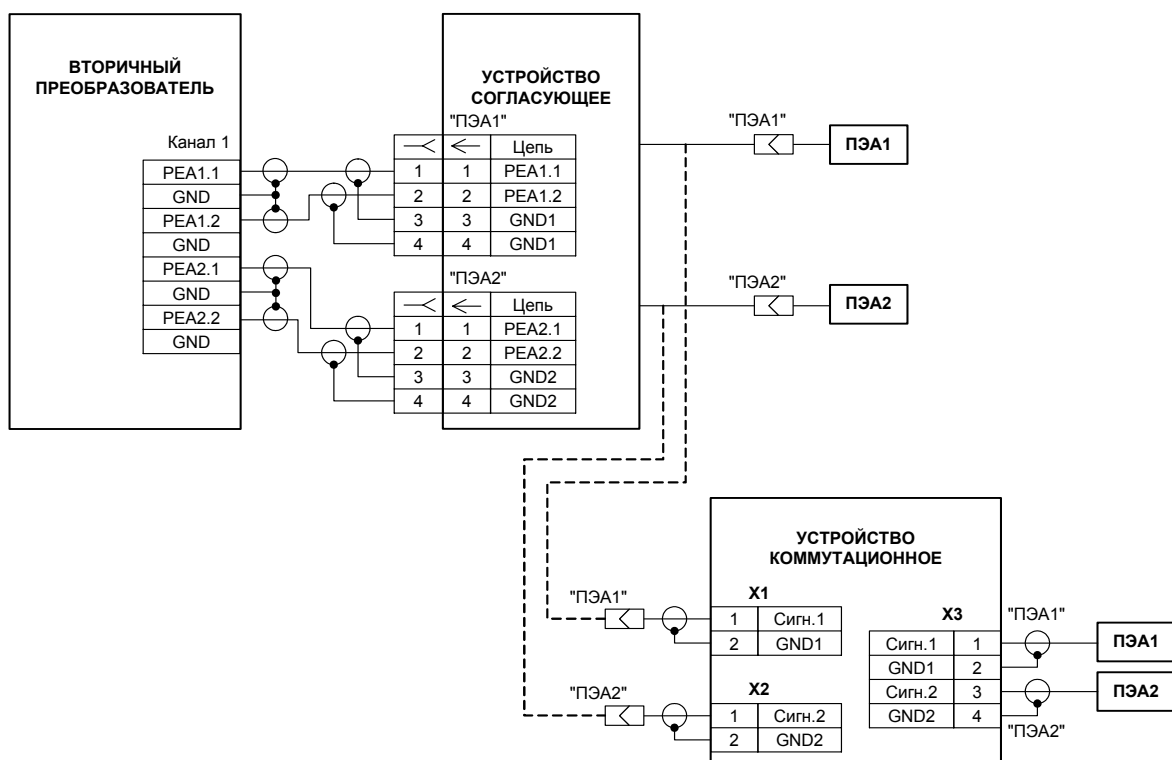 ВТОРИЧНЫЙ
ПРЕОБРАЗОВАТЕЛЬ
Канал 1
PEA1.1
GND
PEA1.2
GND
PEA2.1
GND
PEA2.2
GND
УСТРОЙСТВО
СОГЛАСУЮЩЕЕ
"ПЭА1"
Цепь
1 1 PEA1.1
2 2 PEA1.2
3 3 GND1
4 4 GND1
"ПЭА2"
Цепь
1 1 PEA2.1
2 2 PEA2.2
3 3 GND2
4 4 GND2
"ПЭА1"
ПЭА1
"ПЭА2"
ПЭА2
УСТРОЙСТВО
КОММУТАЦИОННОЕ
"ПЭА1"
X1
1 Сигн.1
2 GND1
"ПЭА2"
X2
1 Сигн.2
2 GND2
X3
Сигн.1 1
GND1 2
Сигн.2 3
GND2 4
"ПЭА1"
ПЭА1
ПЭА2
"ПЭА2"